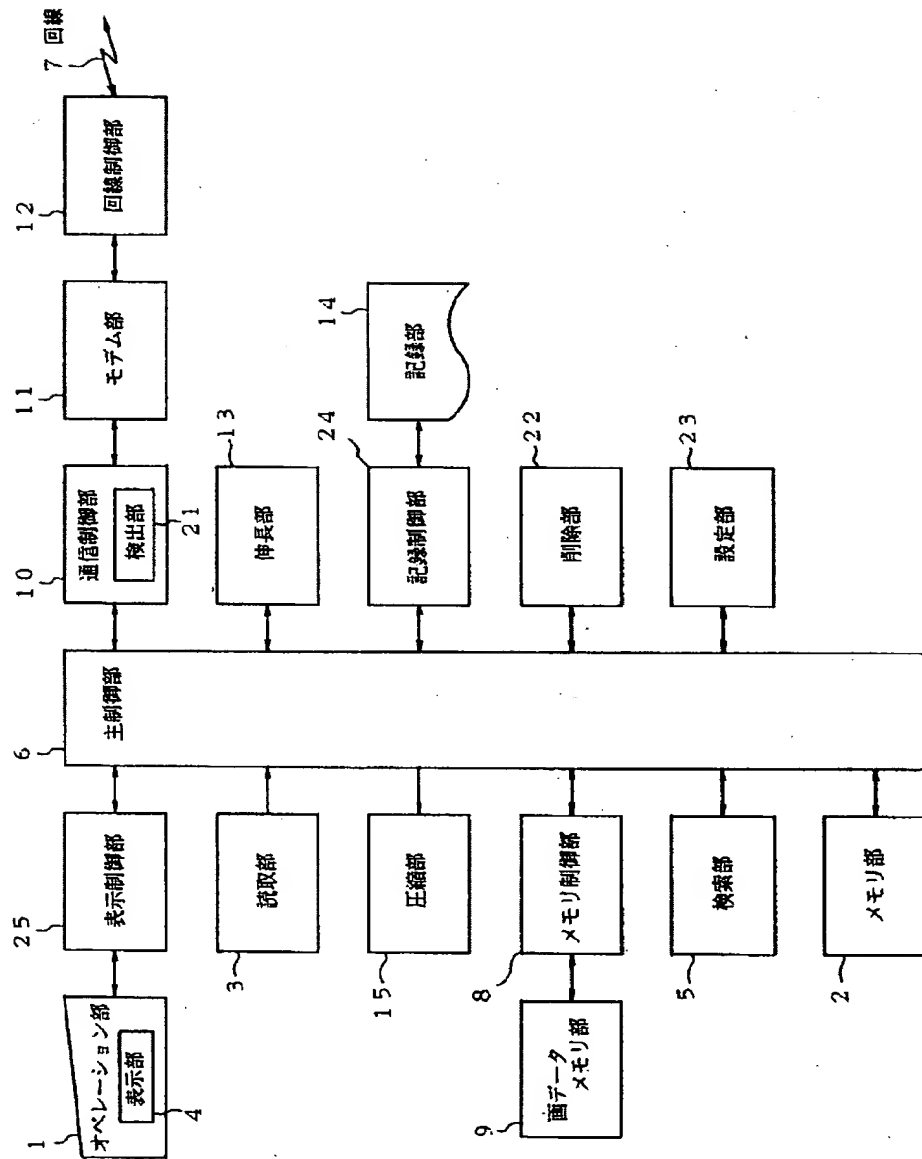 1
オペレーション部
表示部
4
25
表示制御部
6
主制御部
10
通信制御部
検出部
21
11
モデム部
12
回線制御部
7 回線
3
読取部
13
伸長部
15
圧縮部
24
記録制御部
14
記録部
9
画データ
メモリ部
8
メモリ制御部
22
削除部
5
検索部
23
設定部
2
メモリ部